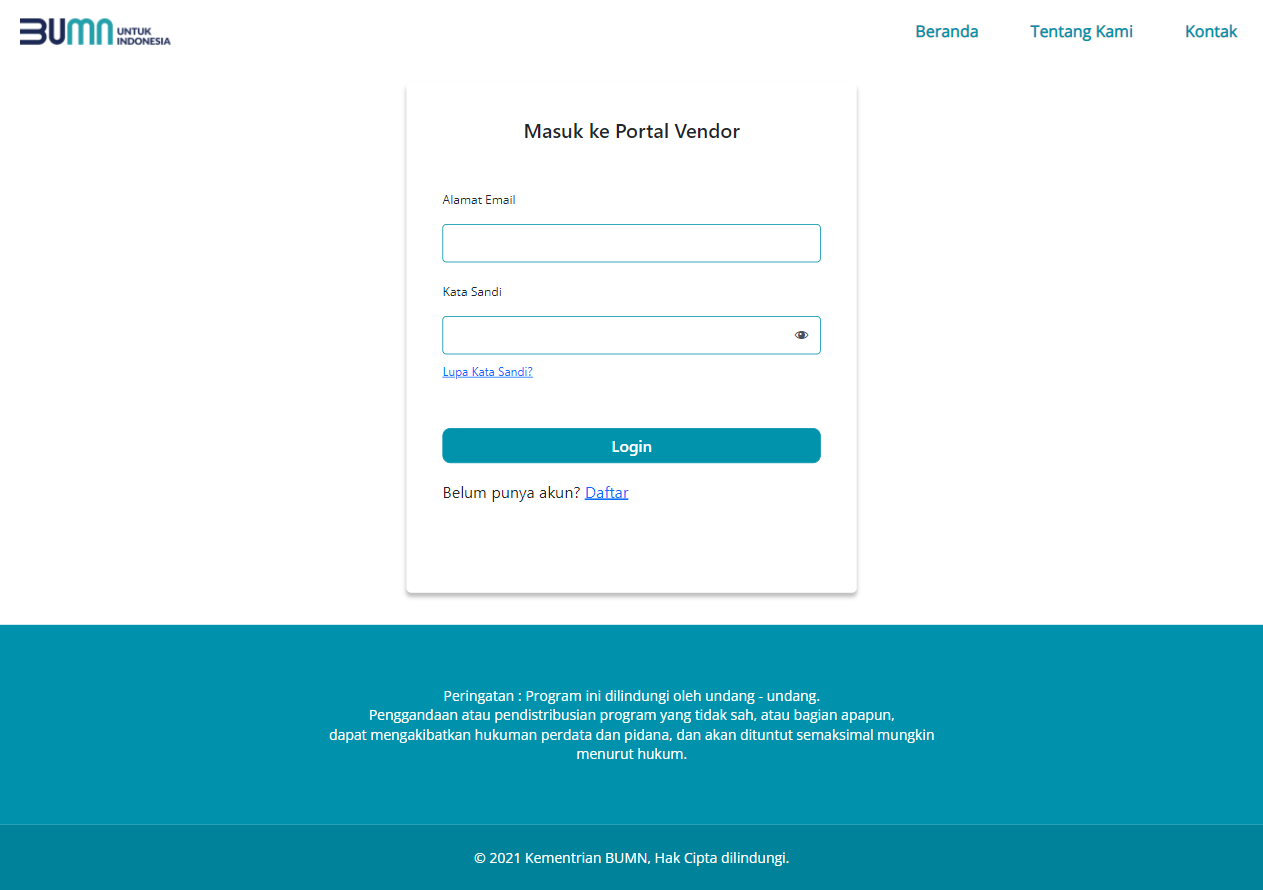 BUMN UNTUK INDONESIA
Beranda
Tentang Kami
Kontak
Masuk ke Portal Vendor
Alamat Email
Kata Sandi
Lupa Kata Sandi?
Login
Belum punya akun? Daftar
Peringatan : Program ini dilindungi oleh undang - undang.
Penggandaan atau pendistribusian program yang tidak sah, atau bagian apapun,
dapat mengakibatkan hukuman perdata dan pidana, dan akan dituntut semaksimal mungkin
menurut hukum.
© 2021 Kementrian BUMN, Hak Cipta dilindungi.